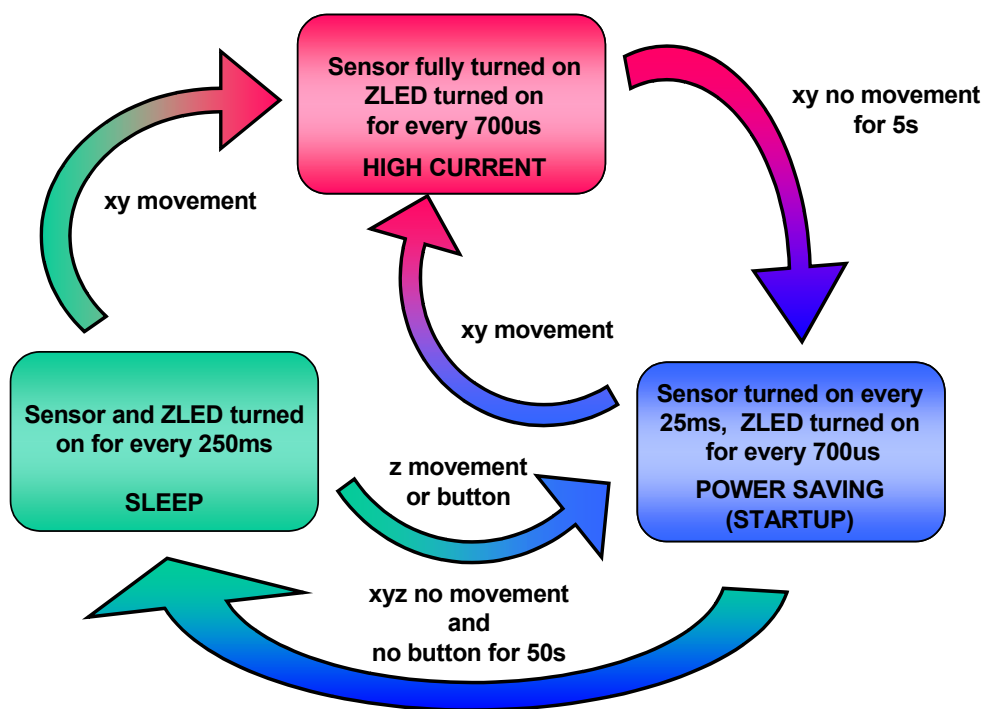 Sensor fully turned on
ZLED turned on
for every 700us
HIGH CURRENT
xy no movement
for 5s
xy movement
xy movement
Sensor and ZLED turned
on for every 250ms
SLEEP
Sensor turned on every
25ms, ZLED turned on
for every 700us
POWER SAVING
(STARTUP)
z movement
or button
xyz no movement
and
no button for 50s